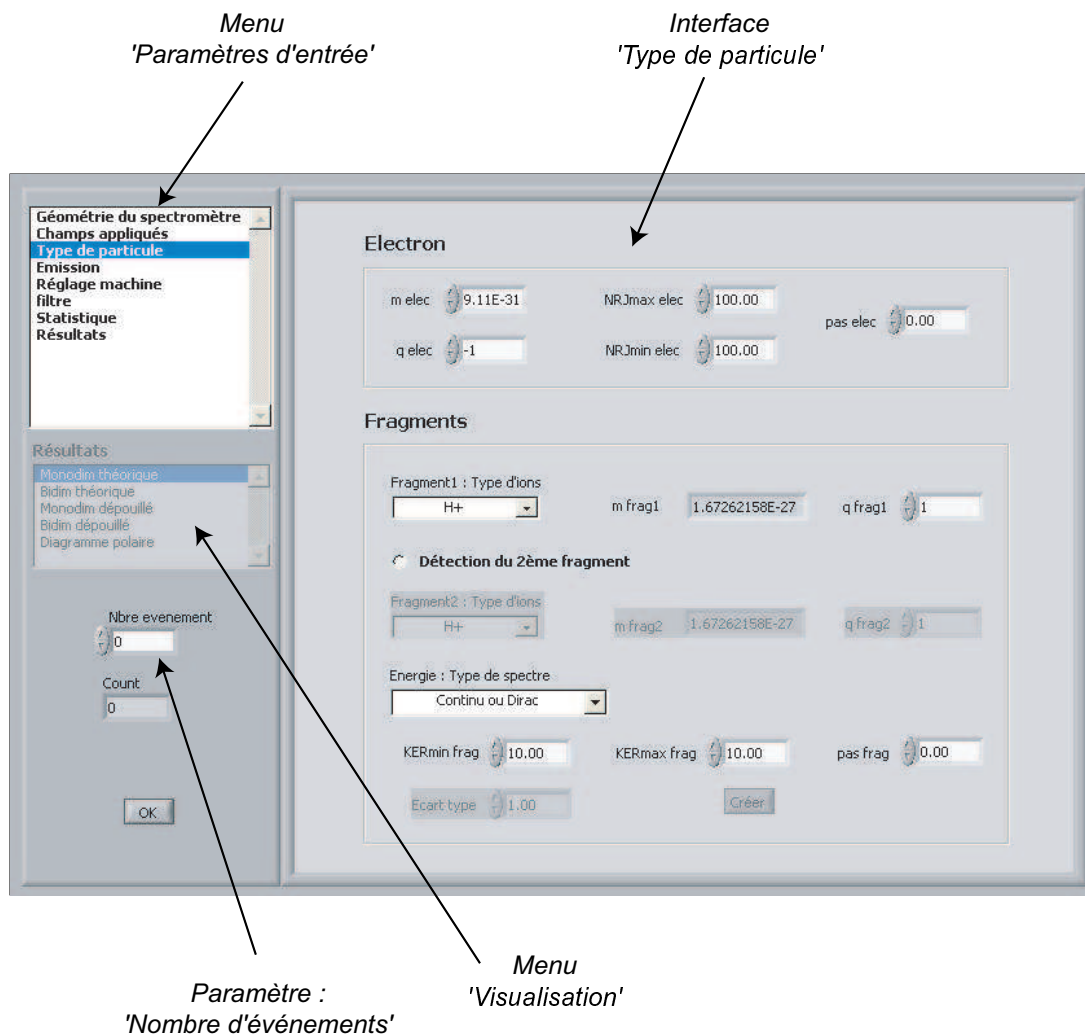 Menu
'Paramètres d'entrée'
Interface
'Type de particule'
Géométrie du spectromètre
Champs appliqués
Type de particule
Emission
Réglage machine
filtre
Statistique
Résultats
Résultats
Monodim théorique
Bidim théorique
Monodim dépouillé
Bidim dépouillé
Diagramme polaire
Nbre evenement
0
Count
0
OK
Electron
m elec 9.11E-31 NRJmax elec 100.00 pas elec 0.00
q elec -1 NRJmin elec 100.00
Fragments
Fragment1 : Type d'ions
H+ m frag1 1.67262158E-27 q frag1 1
Détection du 2ème fragment
Fragment2 : Type d'ions
H+ m frag2 1.67262158E-27 q frag2 1
Energie : Type de spectre
Continu ou Dirac
KERmin frag 10.00 KERmax frag 10.00 pas frag 0.00
Ecart type 1.00 Créer
Paramètre :
'Nombre d'événements'
Menu
'Visualisation'